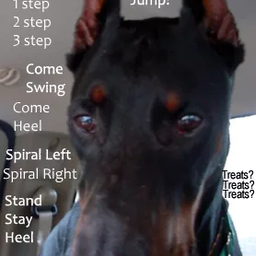 Jump!
1 step
2 step
3 step
Come
Swing
Come
Heel
Spiral Left
Spiral Right
Stand
Stay
Heel
Treats?
Treats?
Treats?